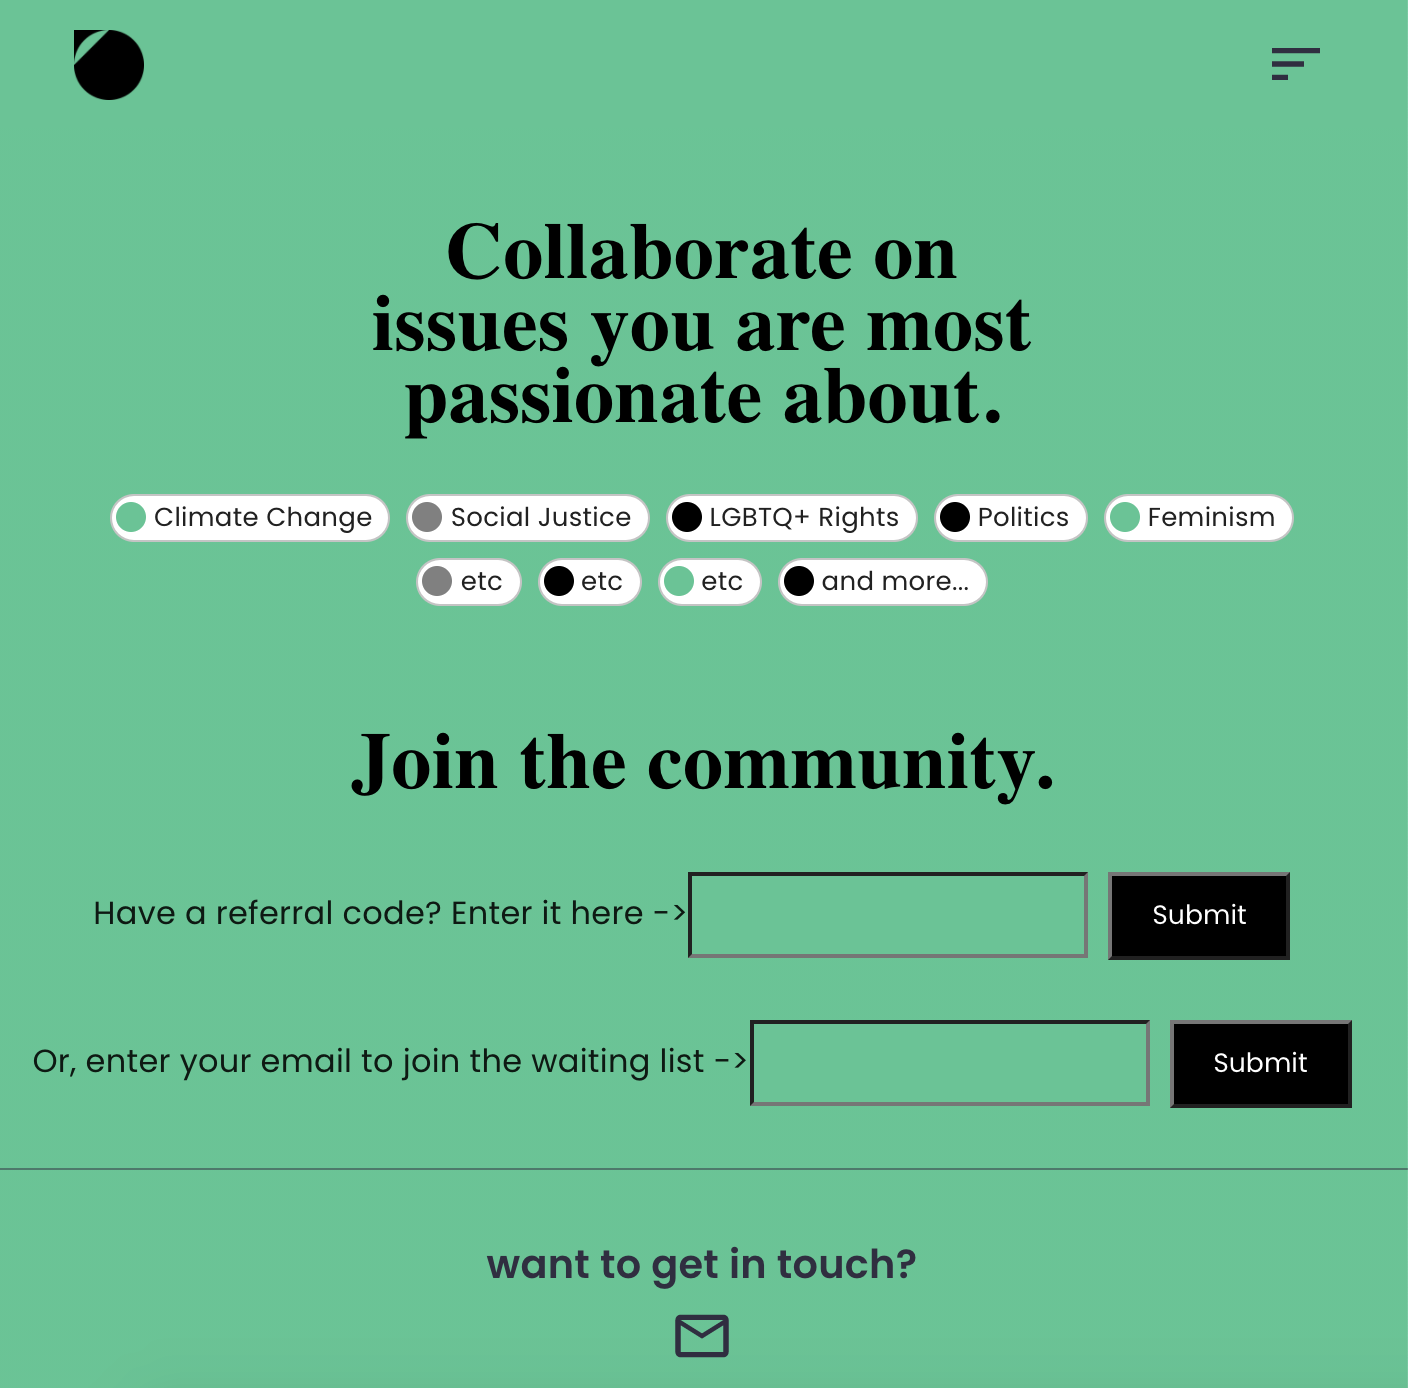 Collaborate on
issues you are most
passionate about.
Climate Change Social Justice LGBTQ+ Rights Politics Feminism
etc etc etc and more...
Join the community.
Have a referral code? Enter it here -> Submit
Or, enter your email to join the waiting list -> Submit
want to get in touch?